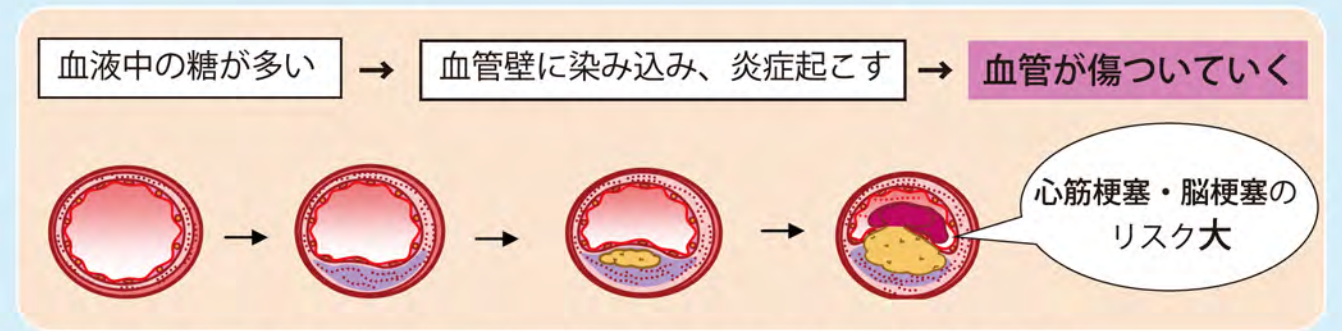 血液中の糖が多い → 血管壁に染み込み、炎症起こす → 血管が傷ついていく
心筋梗塞・脳梗塞の
リスク大